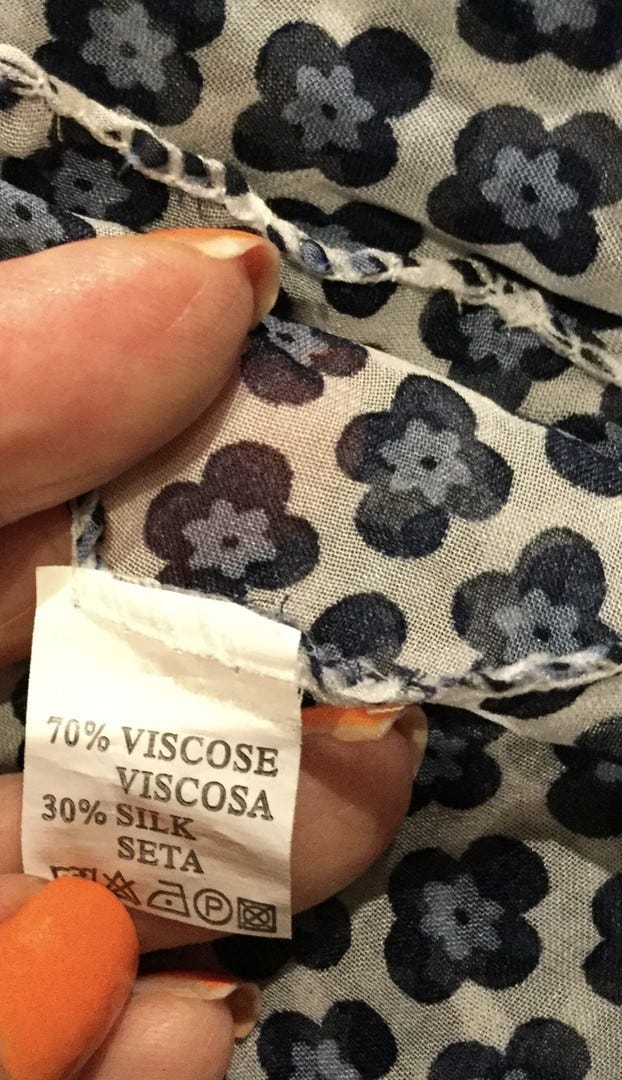 70% VISCOSE
VISCOSA
30% SILK
SETA
P